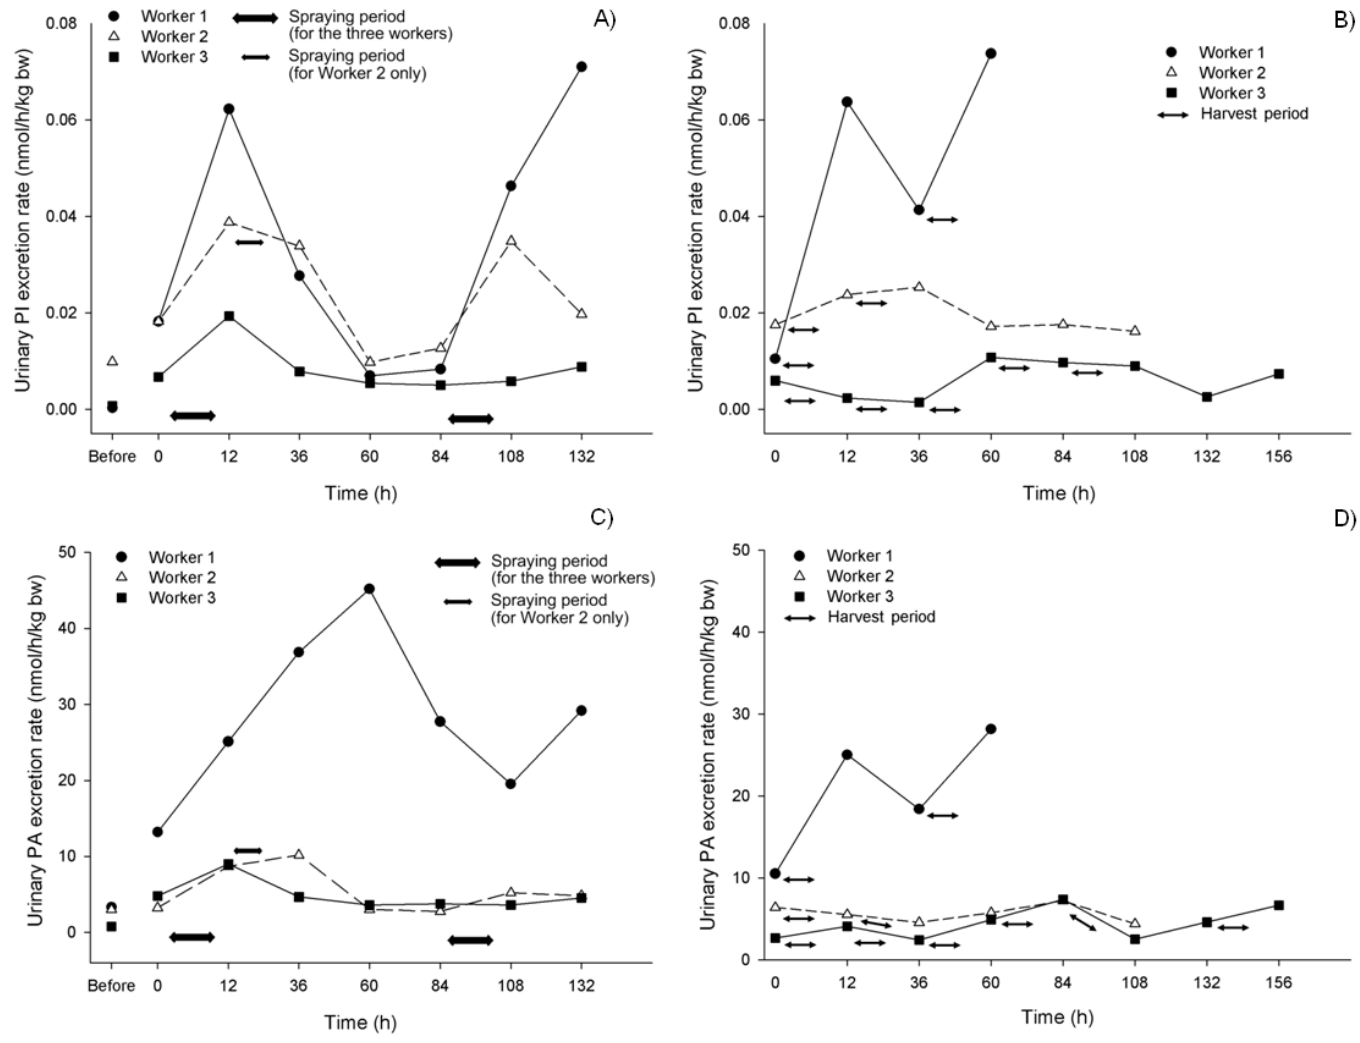 A)
Worker 1
Worker 2
Worker 3
Spraying period
(for the three workers)
Spraying period
(for Worker 2 only)
Urinary PI excretion rate (nmol/h/kg bw)
0.08
0.06
0.04
0.02
0.00
Before 0 12 36 60 84 108 132
Time (h)
B)
Worker 1
Worker 2
Worker 3
Harvest period
Urinary PI excretion rate (nmol/h/kg bw)
0.08
0.06
0.04
0.02
0.00
0 12 36 60 84 108 132 156
Time (h)
C)
Worker 1
Worker 2
Worker 3
Spraying period
(for the three workers)
Spraying period
(for Worker 2 only)
Urinary PA excretion rate (nmol/h/kg bw)
50
40
30
20
10
0
Before 0 12 36 60 84 108 132
Time (h)
D)
Worker 1
Worker 2
Worker 3
Harvest period
Urinary PA excretion rate (nmol/h/kg bw)
50
40
30
20
10
0
0 12 36 60 84 108 132 156
Time (h)